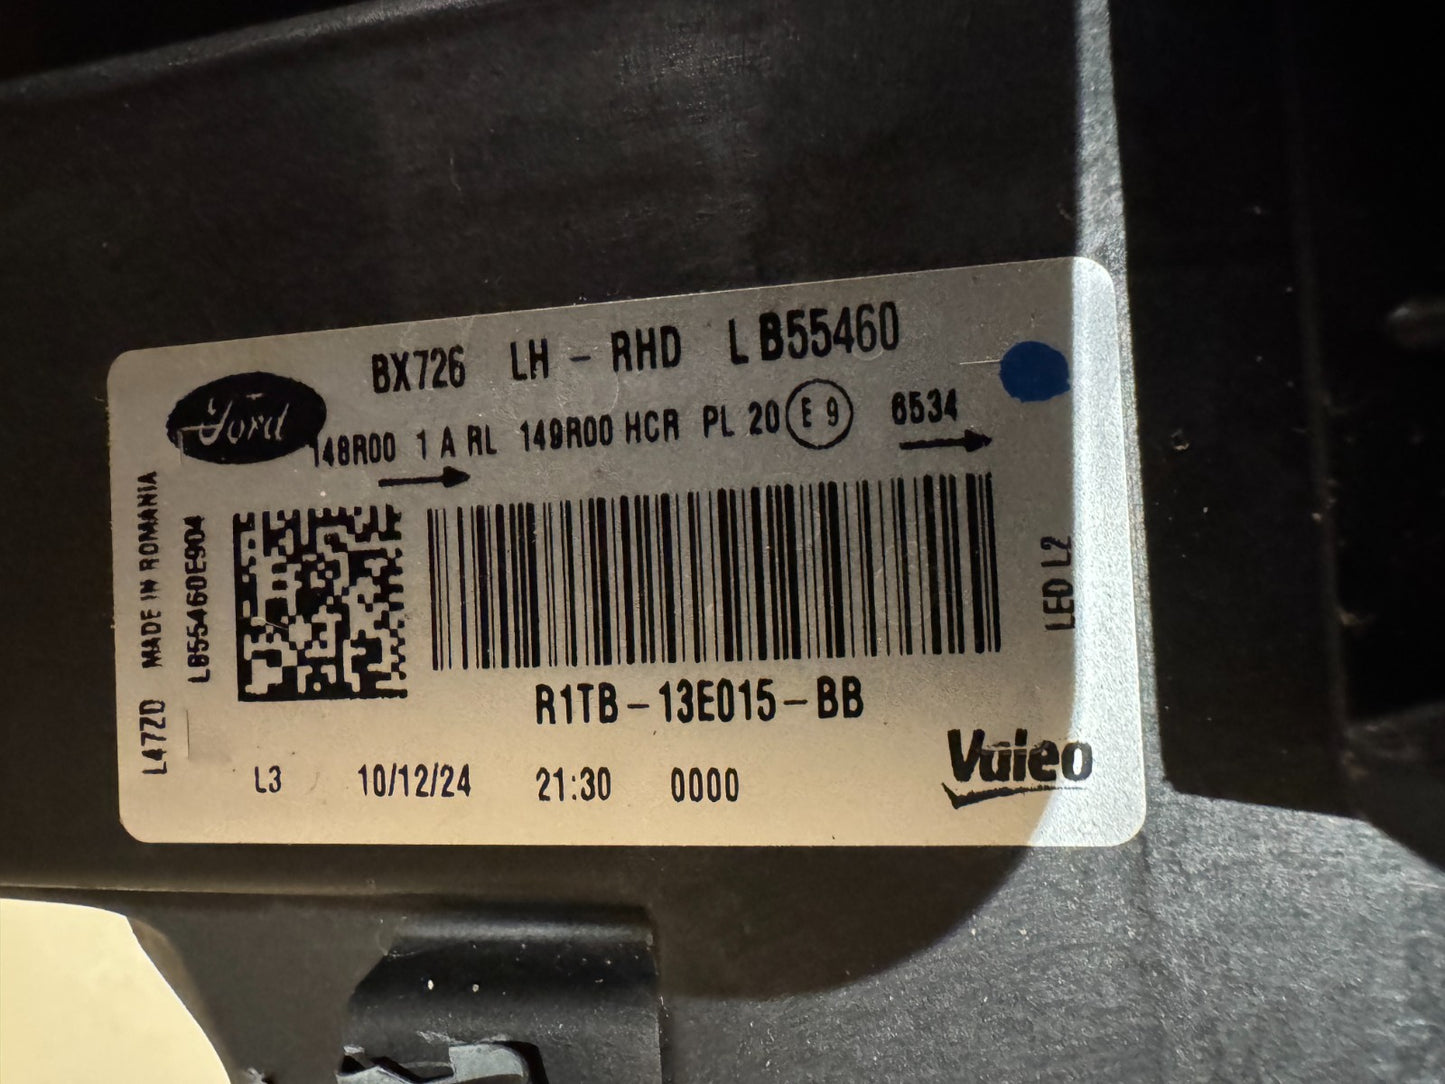 BX726 LH - RHD L B55460
Ford
148R00 1 A RL 149R00 HCR PL 20 E 9 6534
MADE IN ROMANIA
L47ZD
LB55460E904
LED L2
R1TB-13E015-BB
L3 10/12/24 21:30 0000
Valeo